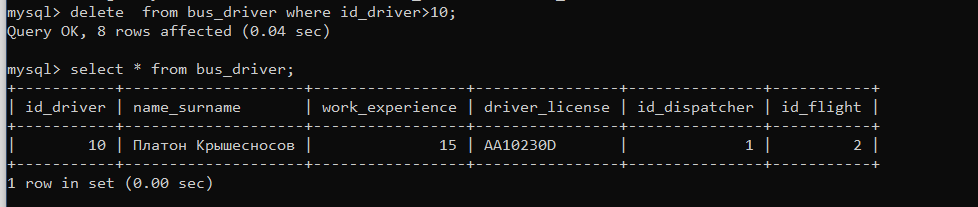 mysql> delete  from bus_driver where id_driver>10;
Query OK, 8 rows affected (0.04 sec)
mysql> select * from bus_driver;
+-----------+-------------------+-----------------+----------------+---------------+-----------+
| id_driver | name_surname      | work_experience | driver_license | id_dispatcher | id_flight |
+-----------+-------------------+-----------------+----------------+---------------+-----------+
|        10 | Платон Крышесносов |              15 | AA10230D       |             1 |         2 |
+-----------+-------------------+-----------------+----------------+---------------+-----------+
1 row in set (0.00 sec)